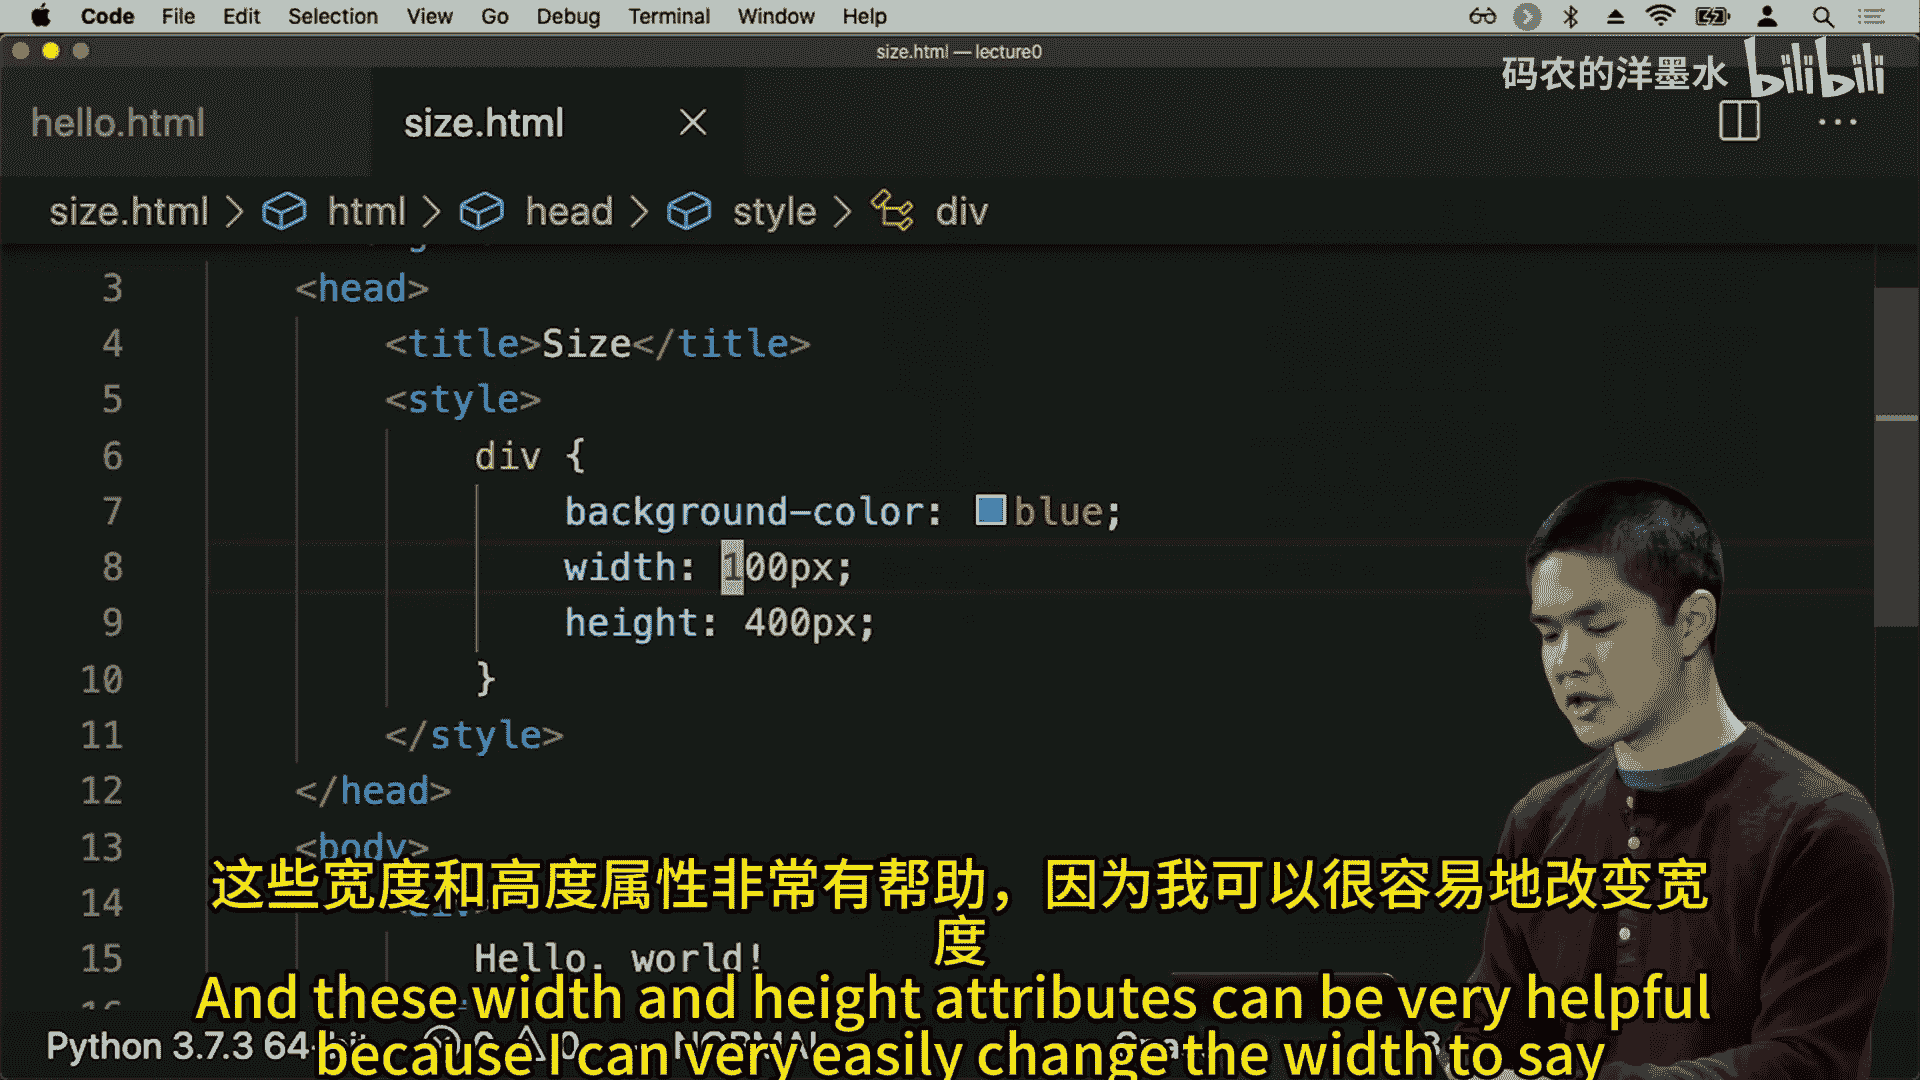 Code File Edit Selection View Go Debug Terminal Window Help
size.html — lecture0
码农的洋墨水 bilibili
hello.html size.html
size.html > html > head > style > div
3 <head>
4 <title>Size</title>
5 <style>
6 div {
7 background-color: blue;
8 width: 100px;
9 height: 400px;
10 }
11 </style>
12 </head>
13 <body>
14
15 Hello, world!
这些宽度和高度属性非常有帮助，因为我可以很容易地改变宽
度
And these width and height attributes can be very helpful
because I can very easily change the width to say
Python 3.7.3 64-bit